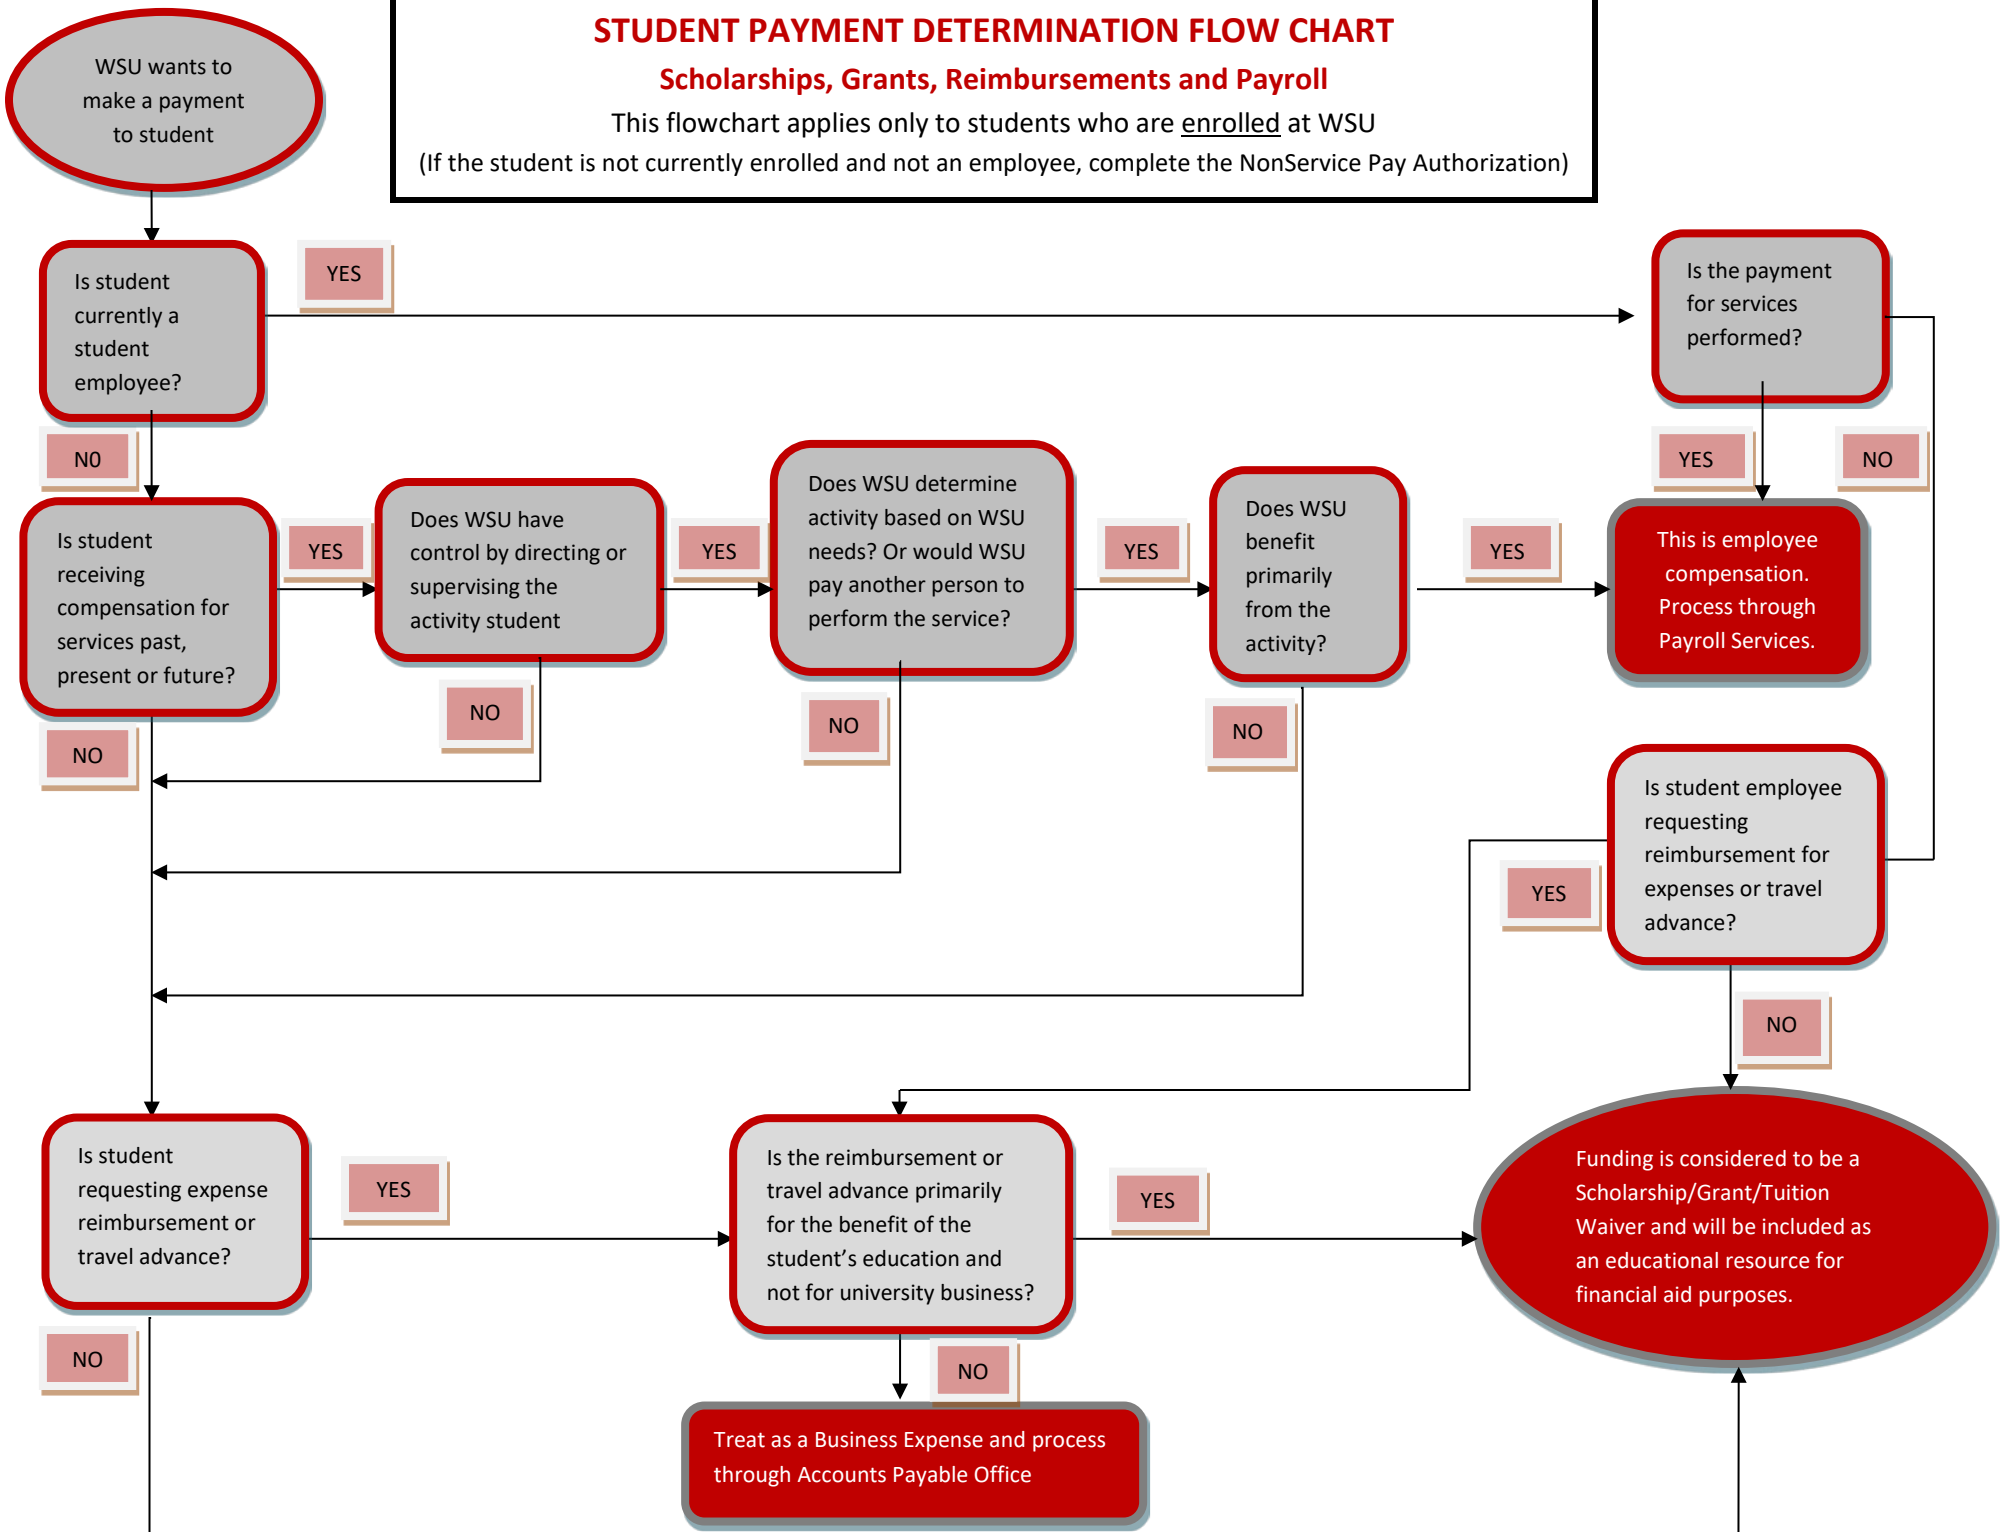 STUDENT PAYMENT DETERMINATION FLOW CHART
Scholarships, Grants, Reimbursements and Payroll
This flowchart applies only to students who are enrolled at WSU
(If the student is not currently enrolled and not an employee, complete the NonService Pay Authorization)
WSU wants to
make a payment
to student
Is student
currently a
student
employee?
YES
Is the payment
for services
performed?
N0
YES
NO
Is student
receiving
compensation for
services past,
present or future?
YES
Does WSU have
control by directing or
supervising the
activity student
YES
Does WSU determine
activity based on WSU
needs? Or would WSU
pay another person to
perform the service?
YES
Does WSU
benefit
primarily
from the
activity?
YES
This is employee
compensation.
Process through
Payroll Services.
NO
NO
NO
NO
Is student employee
requesting
reimbursement for
expenses or travel
advance?
YES
NO
Is student
requesting expense
reimbursement or
travel advance?
YES
Is the reimbursement or
travel advance primarily
for the benefit of the
student’s education and
not for university business?
YES
Funding is considered to be a
Scholarship/Grant/Tuition
Waiver and will be included as
an educational resource for
financial aid purposes.
NO
NO
Treat as a Business Expense and process
through Accounts Payable Office